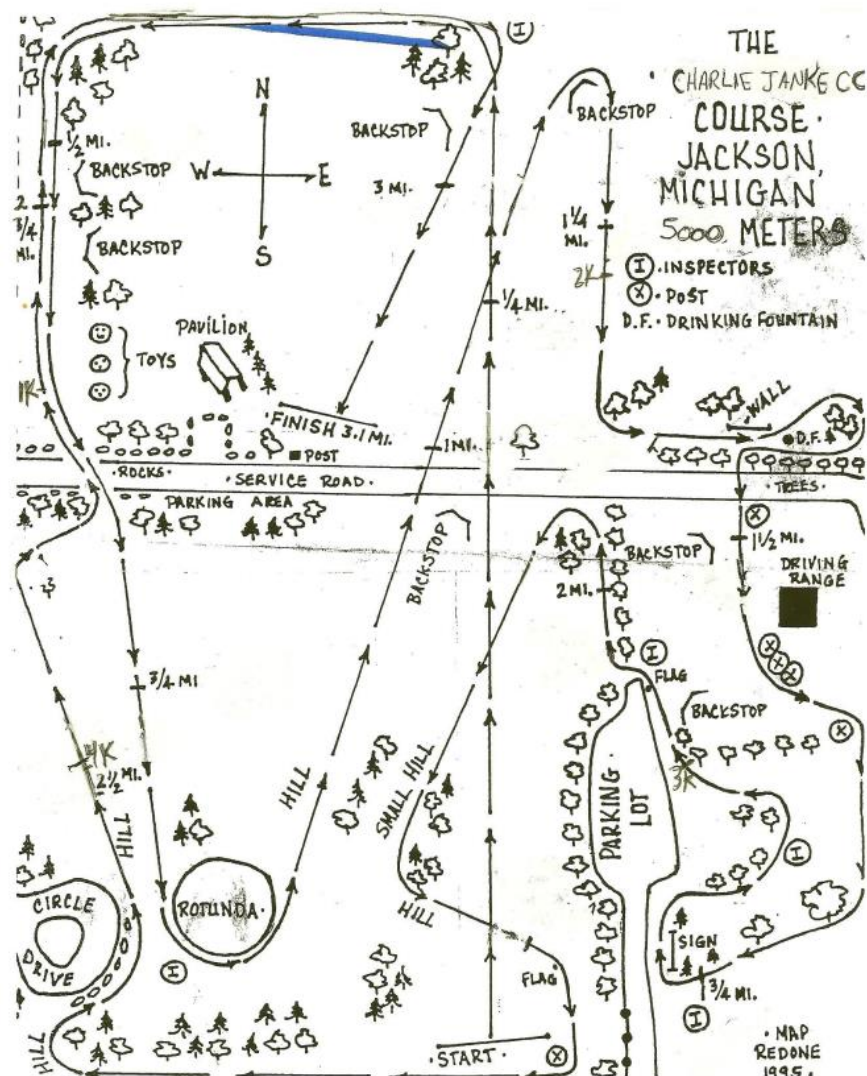 THE
CHARLIE JANKE CC
COURSE.
JACKSON,
MICHIGAN
5000 METERS
Ⓘ.INSPECTORS
ⓧ.POST
D.F. DRINKING FOUNTAIN
I
N
W
E
S
½ MI.
BACKSTOP
2
3/4
MI.
BACKSTOP
BACKSTOP
3 MI.
BACKSTOP
1¼
MI.
2K
¼ MI.
PAVILION
TOYS
1K
FINISH 3.1 MI.
POST
1 MI.
WALL
D.F.
ROCKS.
SERVICE ROAD.
PARKING AREA
TREES.
BACKSTOP
BACKSTOP
X
1½ MI.
DRIVING
RANGE
2 MI.
I
FLAG
X X X
BACKSTOP
X
3/4 MI
4K
2½ MI.
HILL
HILL
SMALL HILL
3K
PARKING
LOT
I
CIRCLE
DRIVE
ROTUNDA.
HILL
I
FLAG
SIGN
3/4 MI.
I
HILL
.START.
X
.MAP
REDONE
1995.